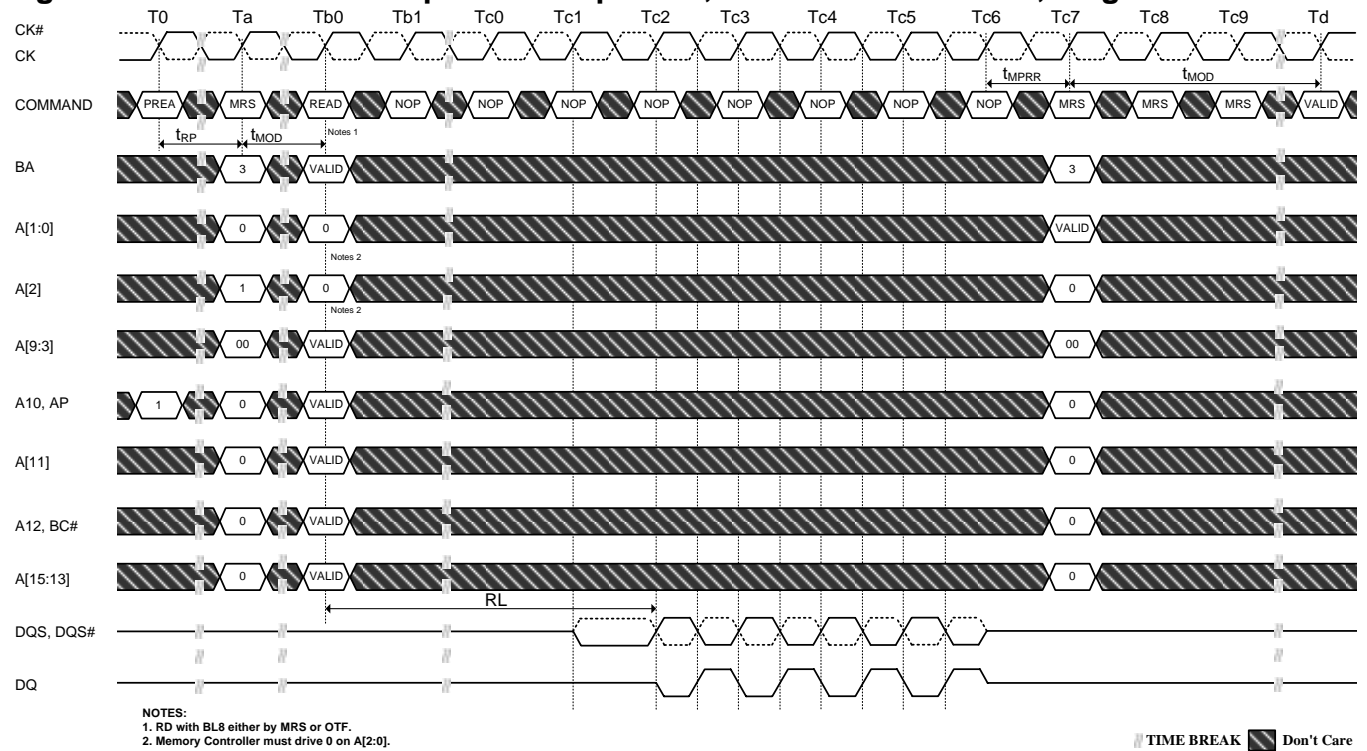 T0 Ta Tb0 Tb1 Tc0 Tc1 Tc2 Tc3 Tc4 Tc5 Tc6 Tc7 Tc8 Tc9 Td
CK#
CK
tMPRR tMOD
COMMAND PREA MRS READ NOP NOP NOP NOP NOP NOP NOP NOP MRS MRS MRS VALID
tRP tMOD Notes 1
BA 3 VALID 3
A[1:0] 0 0 VALID
Notes 2
A[2] 1 0 0
Notes 2
A[9:3] 00 VALID 00
A10, AP 1 0 VALID 0
A[11] 0 VALID 0
A12, BC# 0 VALID 0
A[15:13] 0 VALID 0
RL
DQS, DQS#
DQ
NOTES:
1. RD with BL8 either by MRS or OTF.
2. Memory Controller must drive 0 on A[2:0].
TIME BREAK Don't Care